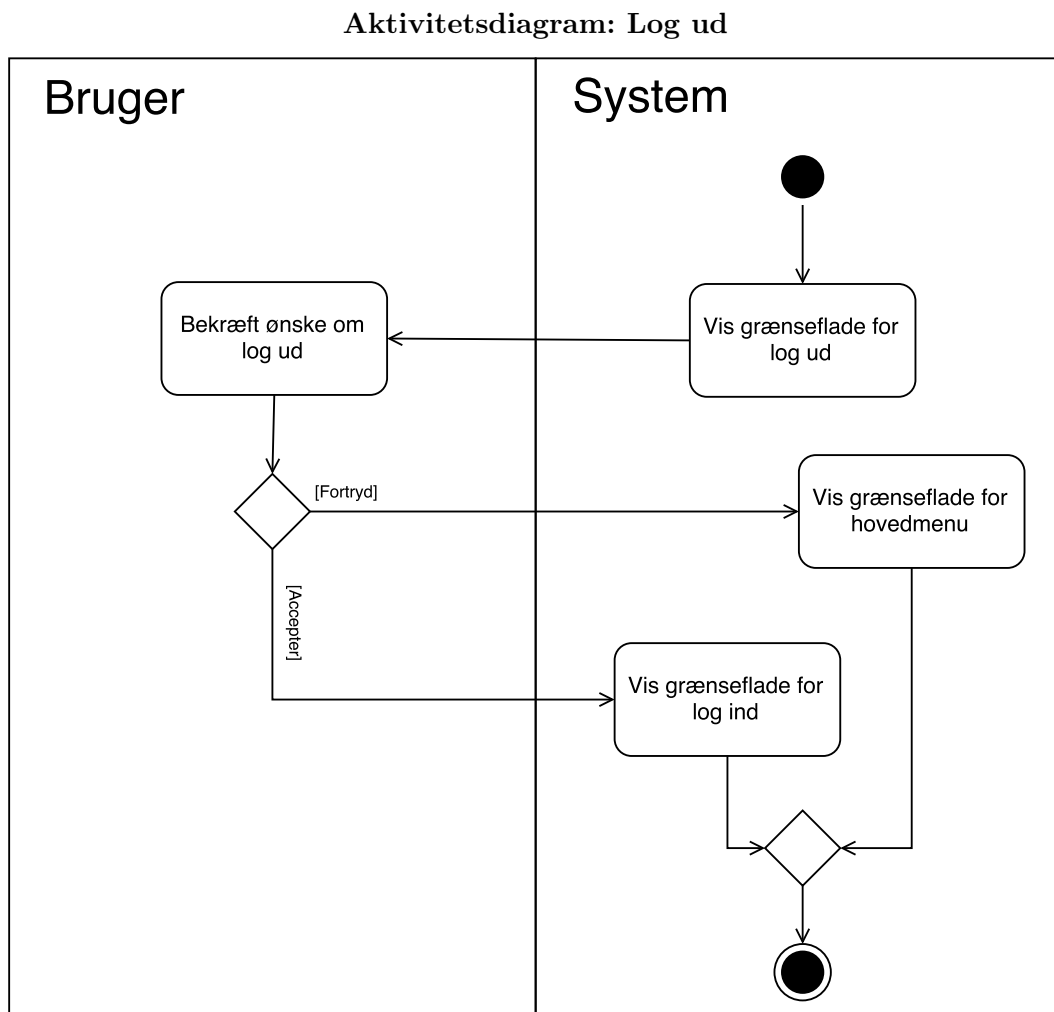 Aktivitetsdiagram: Log ud
Bruger
System
Bekræft ønske om
log ud
Vis grænseflade for
log ud
[Fortryd]
Vis grænseflade for
hovedmenu
[Accepter]
Vis grænseflade for
log ind